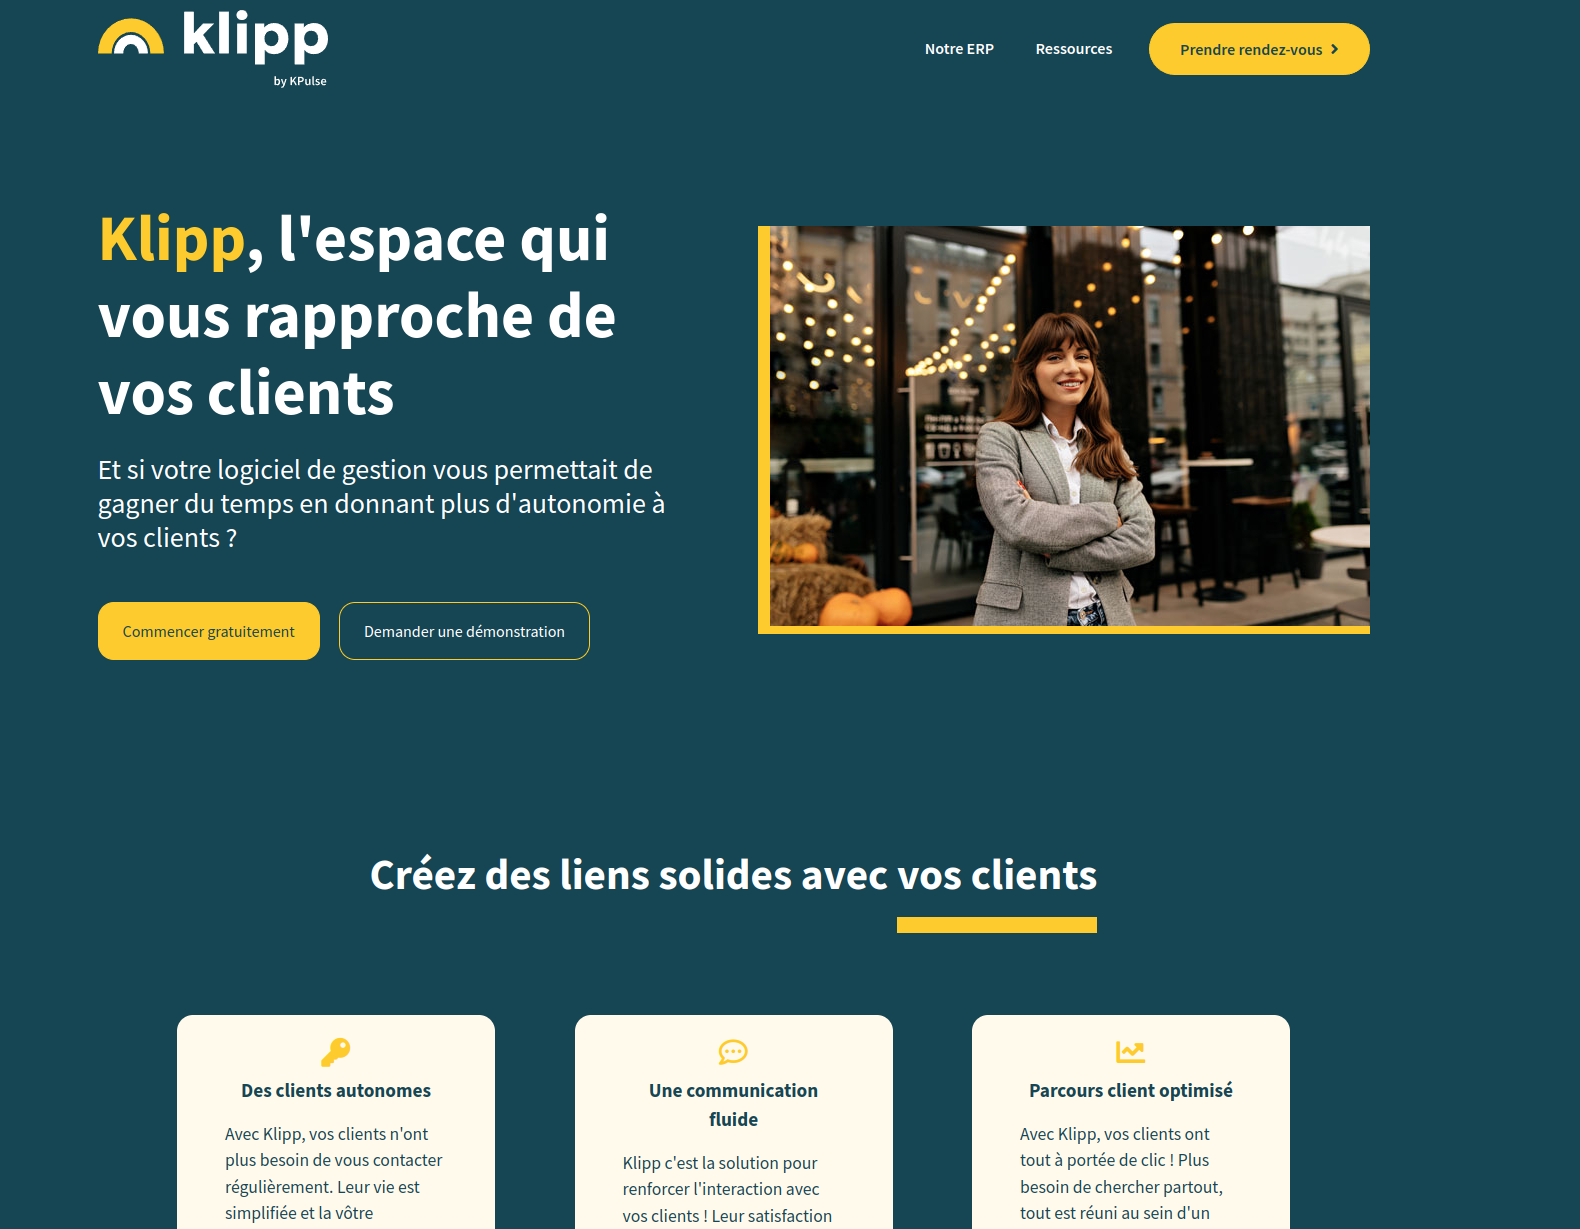 klipp
by KPulse
Notre ERP
Ressources
Prendre rendez-vous
Klipp, l'espace qui
vous rapproche de
vos clients
Et si votre logiciel de gestion vous permettait de
gagner du temps en donnant plus d'autonomie à
vos clients ?
Commencer gratuitement
Demander une démonstration
Créez des liens solides avec vos clients
Des clients autonomes
Avec Klipp, vos clients n'ont
plus besoin de vous contacter
régulièrement. Leur vie est
simplifiée et la vôtre
Une communication
fluide
Klipp c'est la solution pour
renforcer l'interaction avec
vos clients ! Leur satisfaction
Parcours client optimisé
Avec Klipp, vos clients ont
tout à portée de clic ! Plus
besoin de chercher partout,
tout est réuni au sein d'un